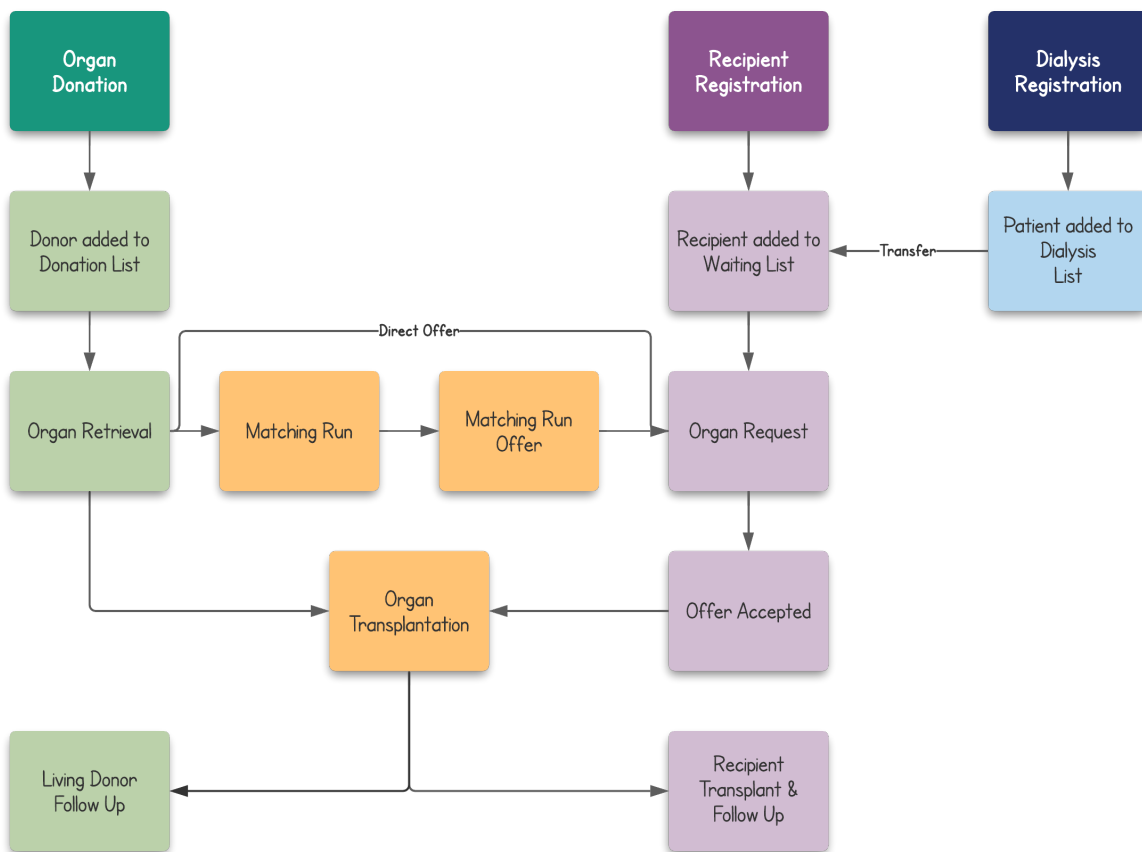 Organ
Donation
Recipient
Registration
Dialysis
Registration
Donor added to
Donation List
Recipient added to
Waiting List
Transfer
Patient added to
Dialysis
List
Direct Offer
Organ Retrieval
Matching Run
Matching Run
Offer
Organ Request
Organ
Transplantation
Offer Accepted
Living Donor
Follow Up
Recipient
Transplant &
Follow Up